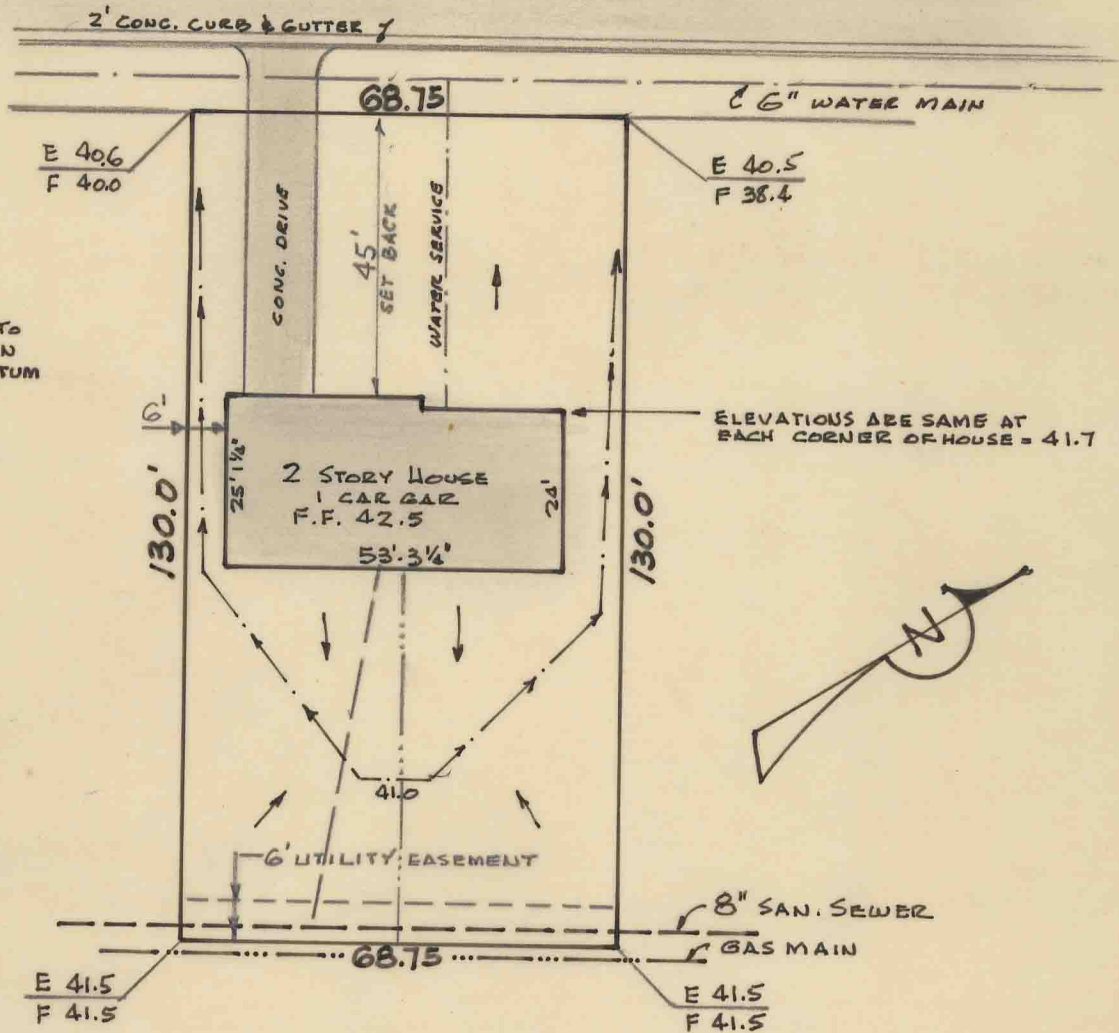 2' CONC. CURB & GUTTER
68.75
℄ 6" WATER MAIN
E 40.6
F 40.0
E 40.5
F 38.4
CONC. DRIVE
45'
SET BACK
WATER SERVICE
TO
N
TUM
6'
ELEVATIONS ARE SAME AT
EACH CORNER OF HOUSE = 41.7
130.0'
25' 1¼"
2 STORY HOUSE
1 CAR GAR
F.F. 42.5
53'. 3¼"
24'
130.0'
N
41.0
6' UTILITY EASEMENT
8" SAN. SEWER
GAS MAIN
68.75
E 41.5
F 41.5
E 41.5
F 41.5